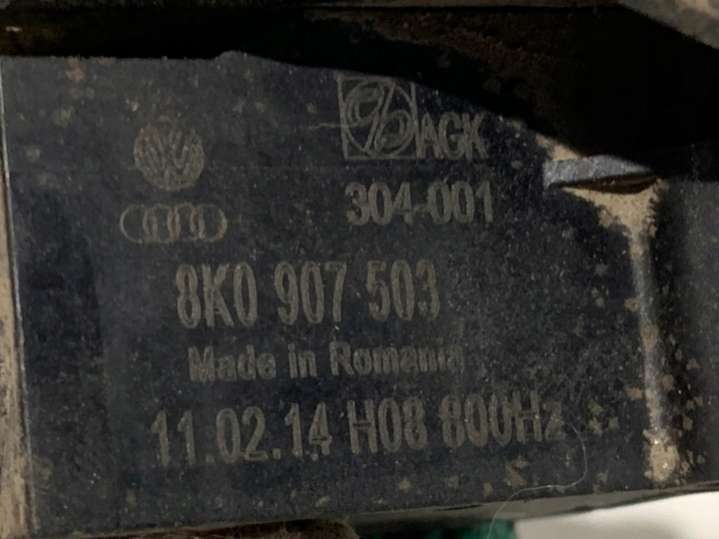 AGK
304-001
8K0 907 503
Made in Romania
11.02.14 H08 800Hz